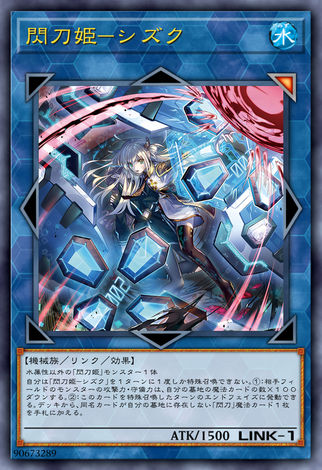 閃刀姫－シズク
水
【機械族／リンク／効果】
水属性以外の「閃刀姫」モンスター１体
自分は「閃刀姫－シズク」を１ターンに１度しか特殊召喚できない。①：相手フィ
ールドのモンスターの攻撃力・守備力は、自分の墓地の魔法カードの数×１００
ダウンする。②：このカードを特殊召喚したターンのエンドフェイズに発動でき
る。デッキから、同名カードが自分の墓地に存在しない「閃刀」魔法カード１枚
を手札に加える。
ATK/1500 LINK-1
90673289